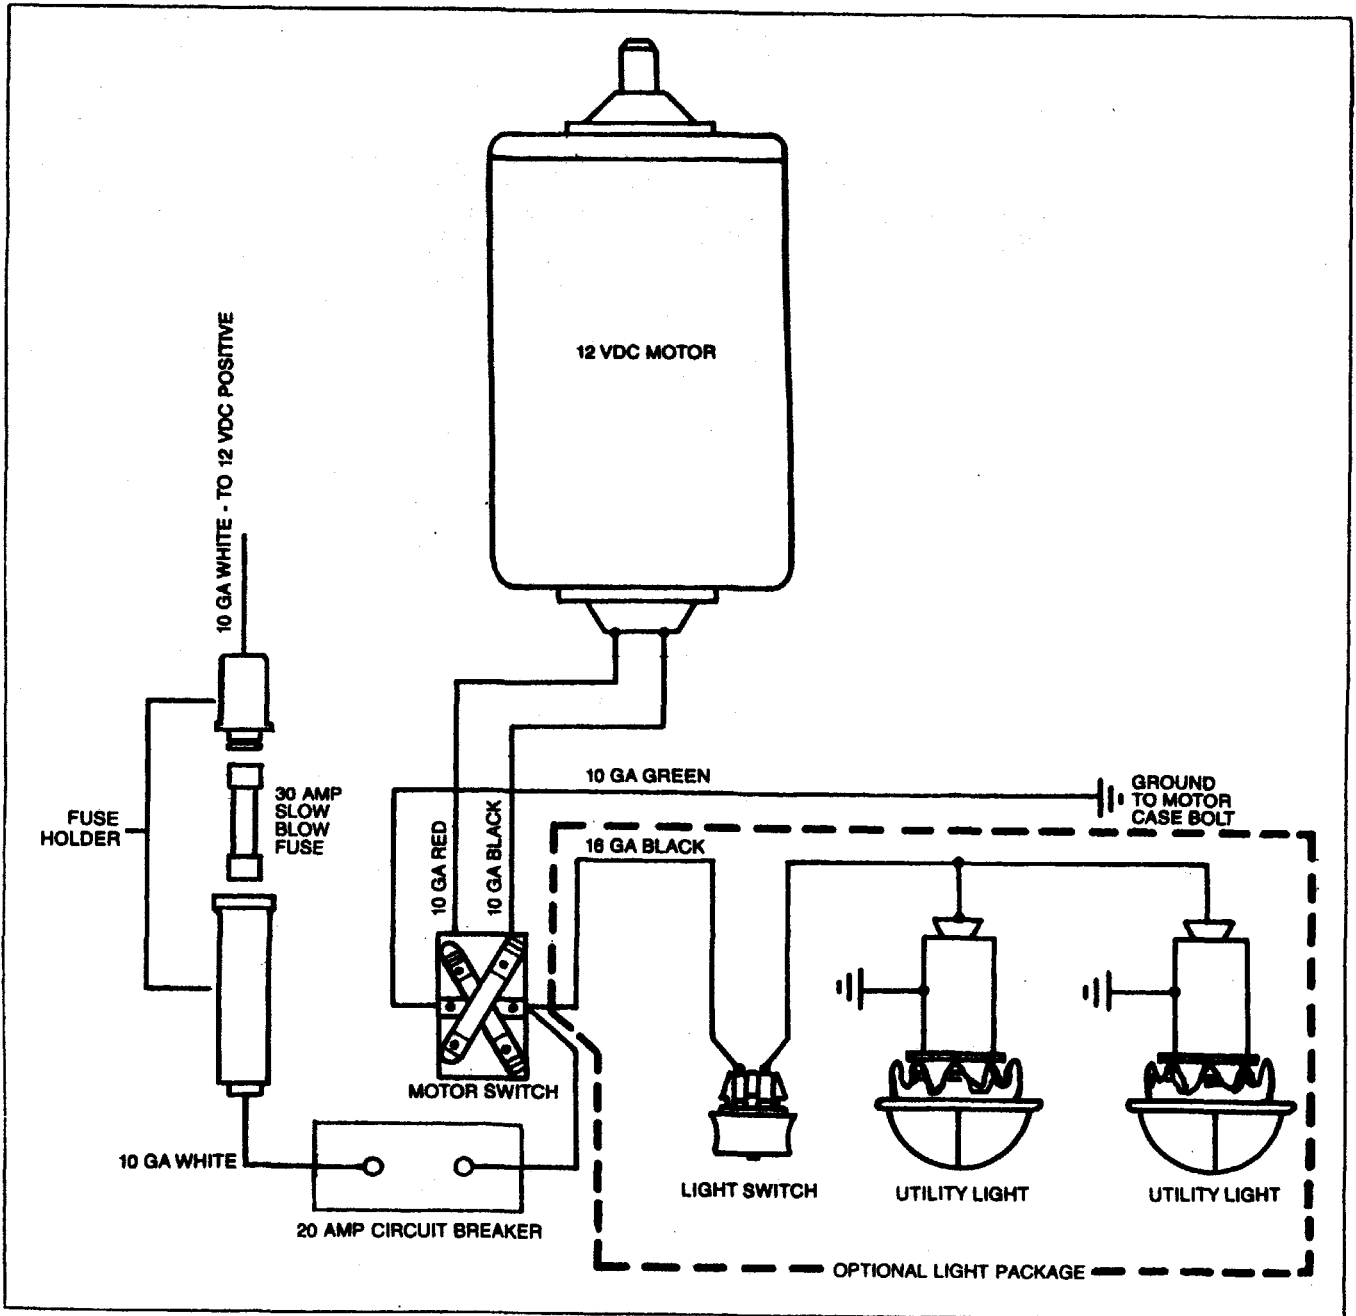 12 VDC MOTOR
10 GA WHITE - TO 12 VDC POSITIVE
FUSE
HOLDER
30 AMP
SLOW
BLOW
FUSE
10 GA RED
10 GA BLACK
10 GA GREEN
GROUND
TO MOTOR
CASE BOLT
16 GA BLACK
MOTOR SWITCH
10 GA WHITE
20 AMP CIRCUIT BREAKER
LIGHT SWITCH
UTILITY LIGHT
UTILITY LIGHT
OPTIONAL LIGHT PACKAGE